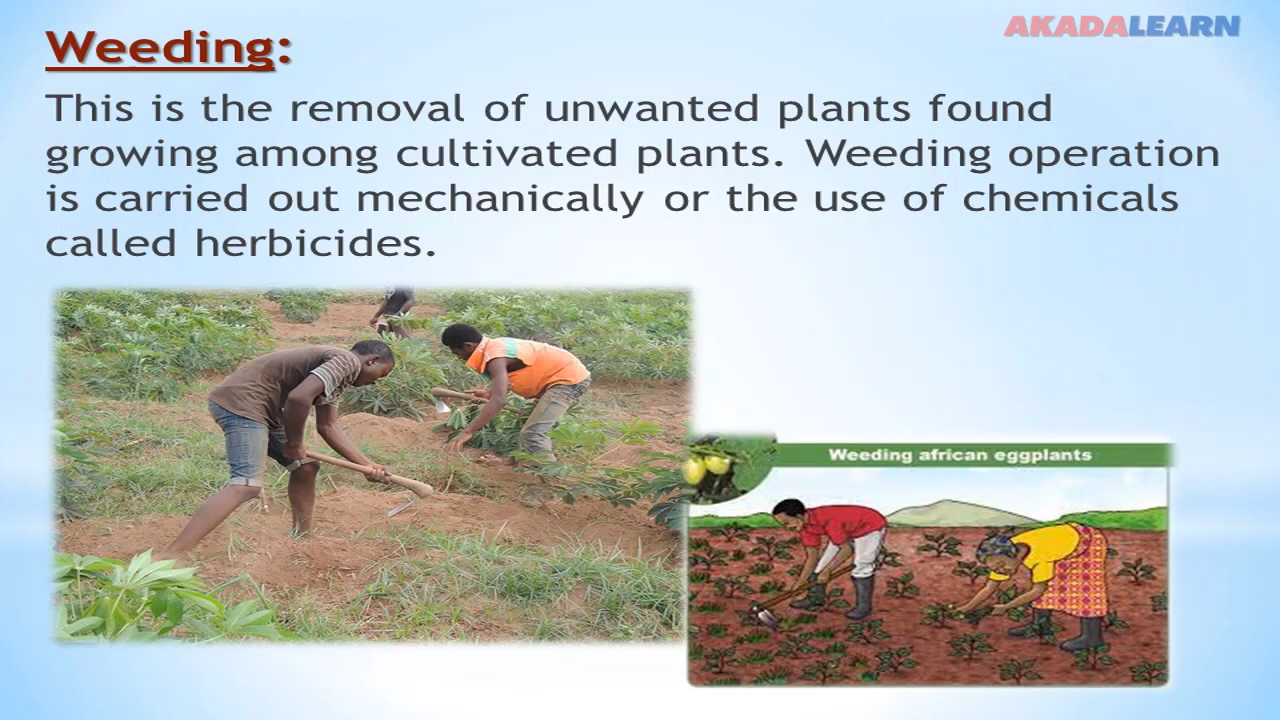 AKADALEARN
Weeding:
This is the removal of unwanted plants found
growing among cultivated plants. Weeding operation
is carried out mechanically or the use of chemicals
called herbicides.
Weeding african eggplants